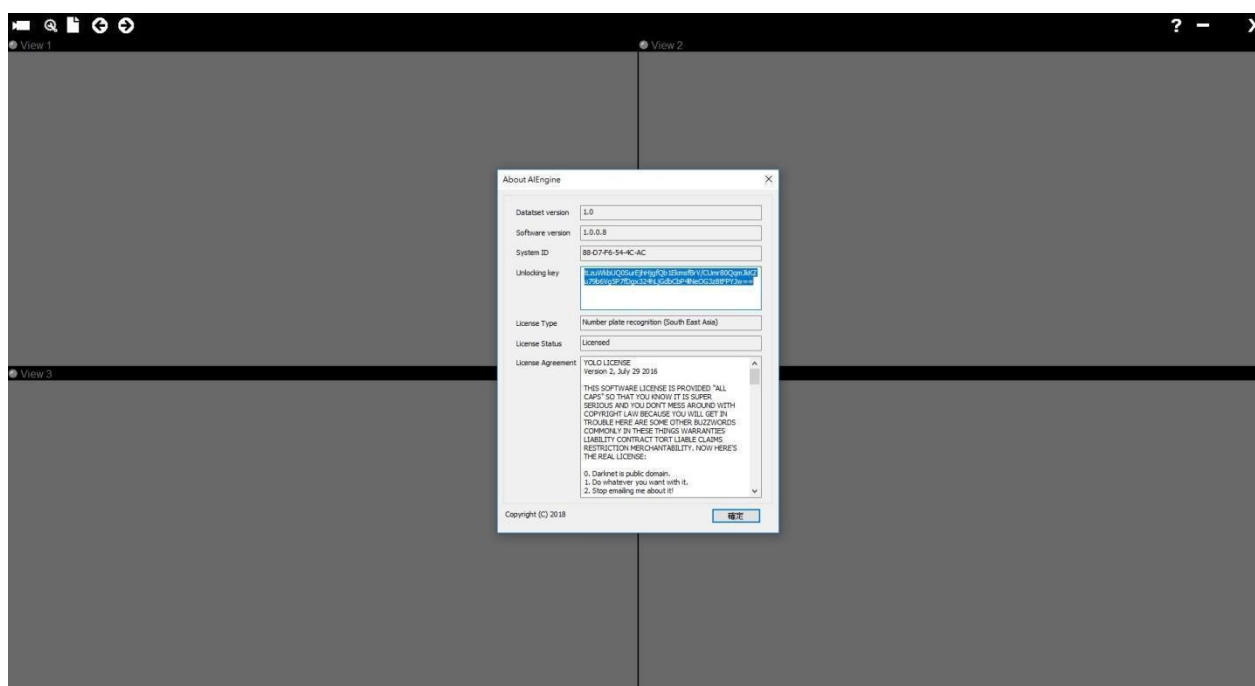 ? − X
View 1
View 2
About AIEngine
Datatset version 1.0
Software version 1.0.0.8
System ID 88-D7-F6-54-4C-AC
Unlocking key
License Type Number plate recognition (South East Asia)
License Status Licensed
License Agreement YOLO LICENSE
Version 2, July 29 2016
THIS SOFTWARE LICENSE IS PROVIDED "ALL
CAPS" SO THAT YOU KNOW IT IS SUPER
SERIOUS AND YOU DON'T MESS AROUND WITH
COPYRIGHT LAW BECAUSE YOU WILL GET IN
TROUBLE HERE ARE SOME OTHER BUZZWORDS
COMMONLY IN THESE THINGS WARRANTIES
LIABILITY CONTRACT TORT LIABLE CLAIMS
RESTRICTION MERCHANTABILITY. NOW HERE'S
THE REAL LICENSE:
0. Darknet is public domain.
1. Do whatever you want with it.
2. Stop emailing me about it!
Copyright (C) 2018 確定
View 3